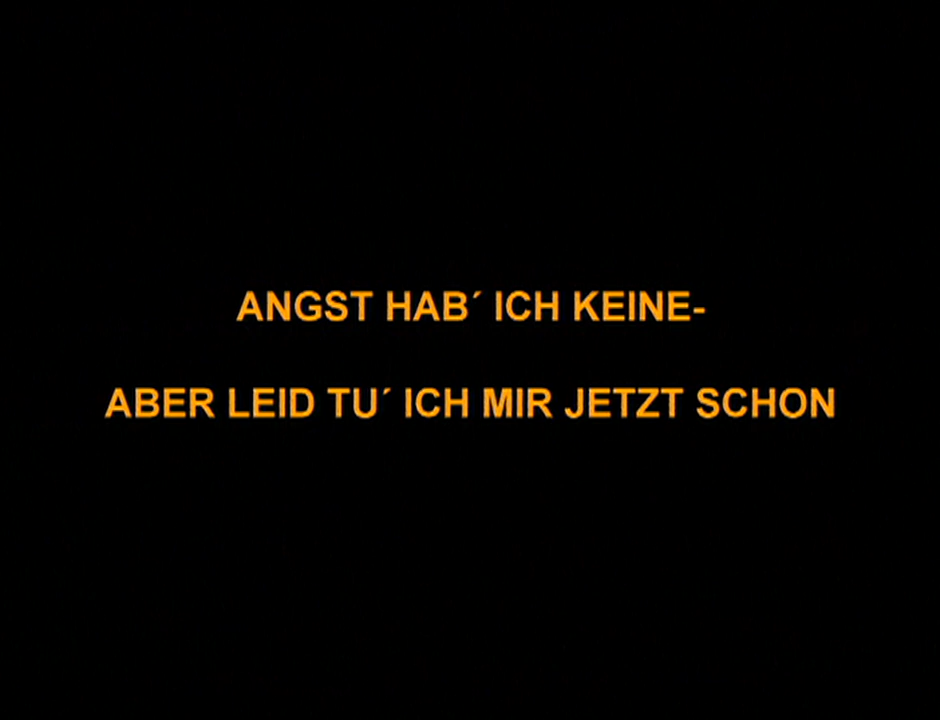 ANGST HAB´ ICH KEINE-
ABER LEID TU´ ICH MIR JETZT SCHON